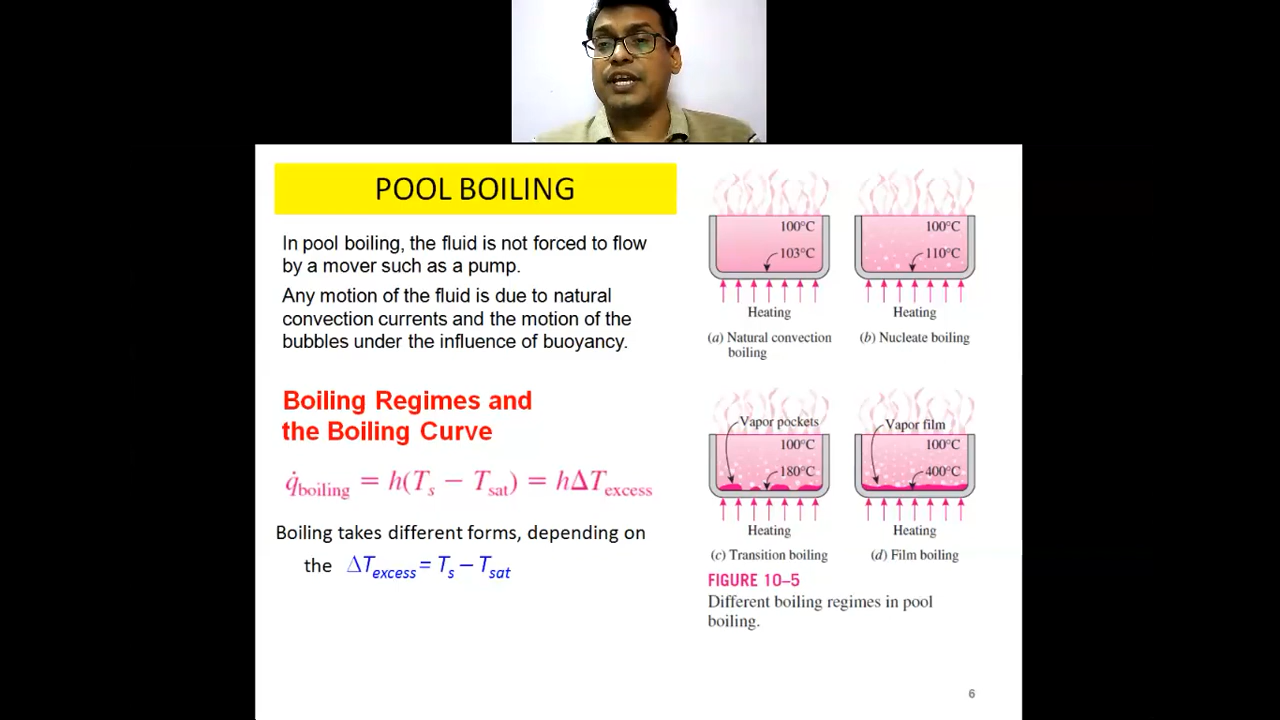 POOL BOILING
In pool boiling, the fluid is not forced to flow
by a mover such as a pump.
Any motion of the fluid is due to natural
convection currents and the motion of the
bubbles under the influence of buoyancy.
Boiling Regimes and
the Boiling Curve
q̇boiling = h(Ts − Tsat) = hΔTexcess
Boiling takes different forms, depending on
the ΔTexcess = Ts − Tsat
100°C
103°C
Heating
(a) Natural convection
boiling
100°C
110°C
Heating
(b) Nucleate boiling
Vapor pockets
100°C
180°C
Heating
(c) Transition boiling
Vapor film
100°C
400°C
Heating
(d) Film boiling
FIGURE 10–5
Different boiling regimes in pool
boiling.
6